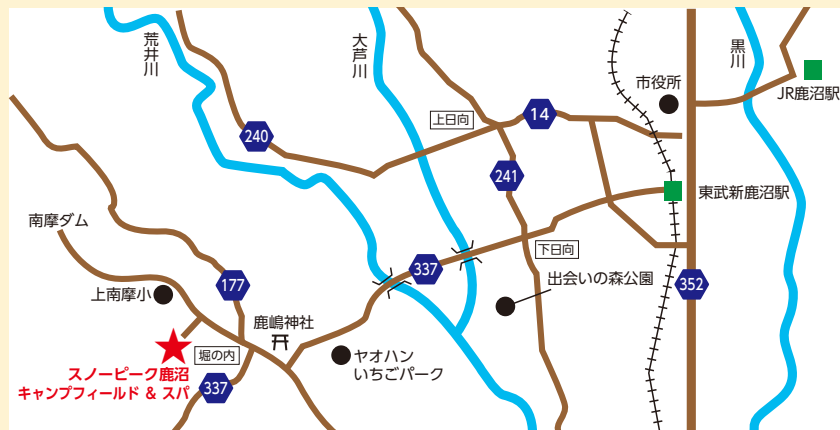 荒井川
大芦川
黒川
市役所
JR鹿沼駅
上日向
14
240
241
東武新鹿沼駅
南摩ダム
下日向
337
177
352
出会いの森公園
上南摩小
鹿嶋神社
堀の内
ヤオハン
いちごパーク
スノーピーク鹿沼
キャンプフィールド & スパ
337